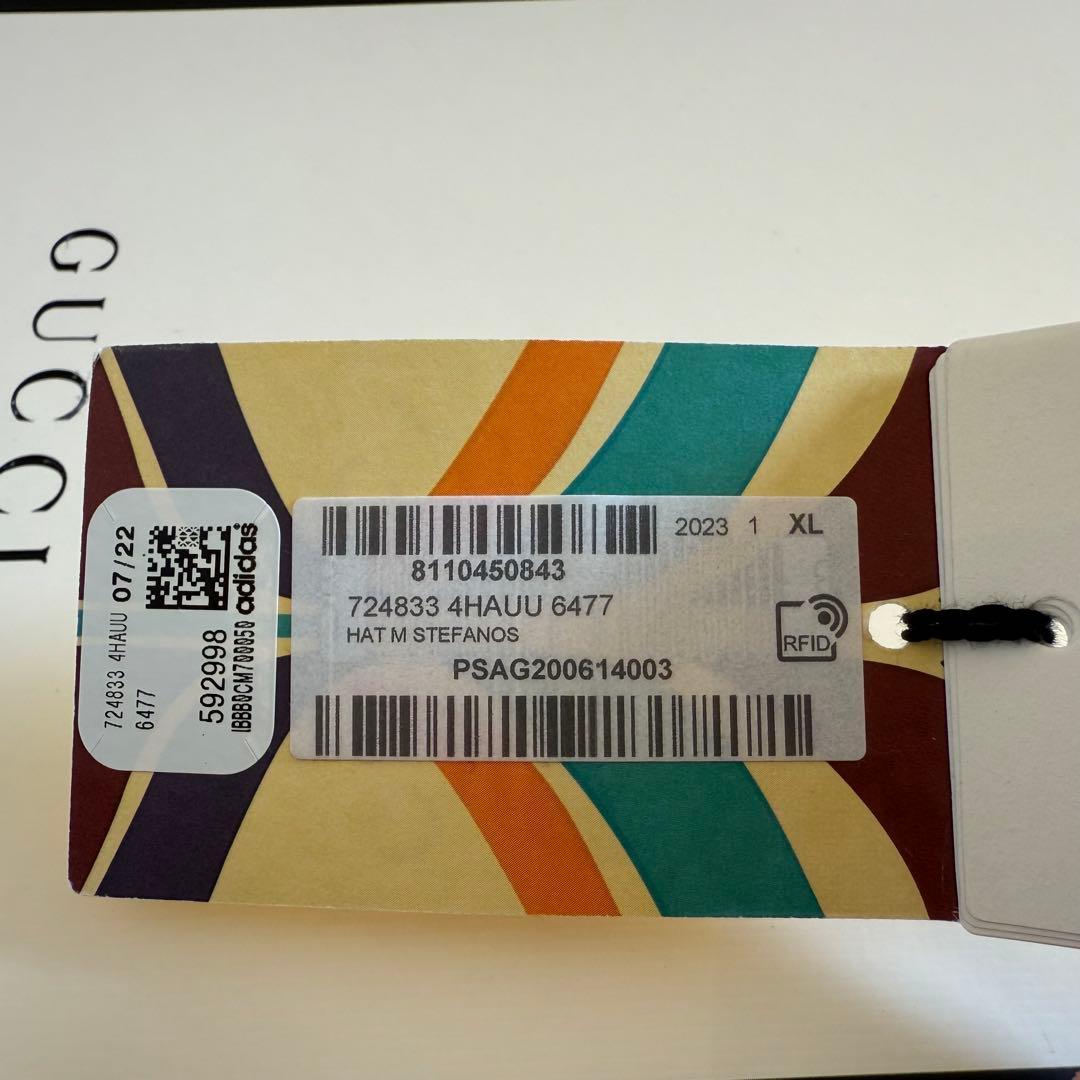 GUCCI
724833 4HAUU 07/22
6477
592998
IBBB0CM700050 adidas®
2023 1 XL
8110450843
724833 4HAUU 6477
HAT M STEFANOS
RFID
PSAG200614003